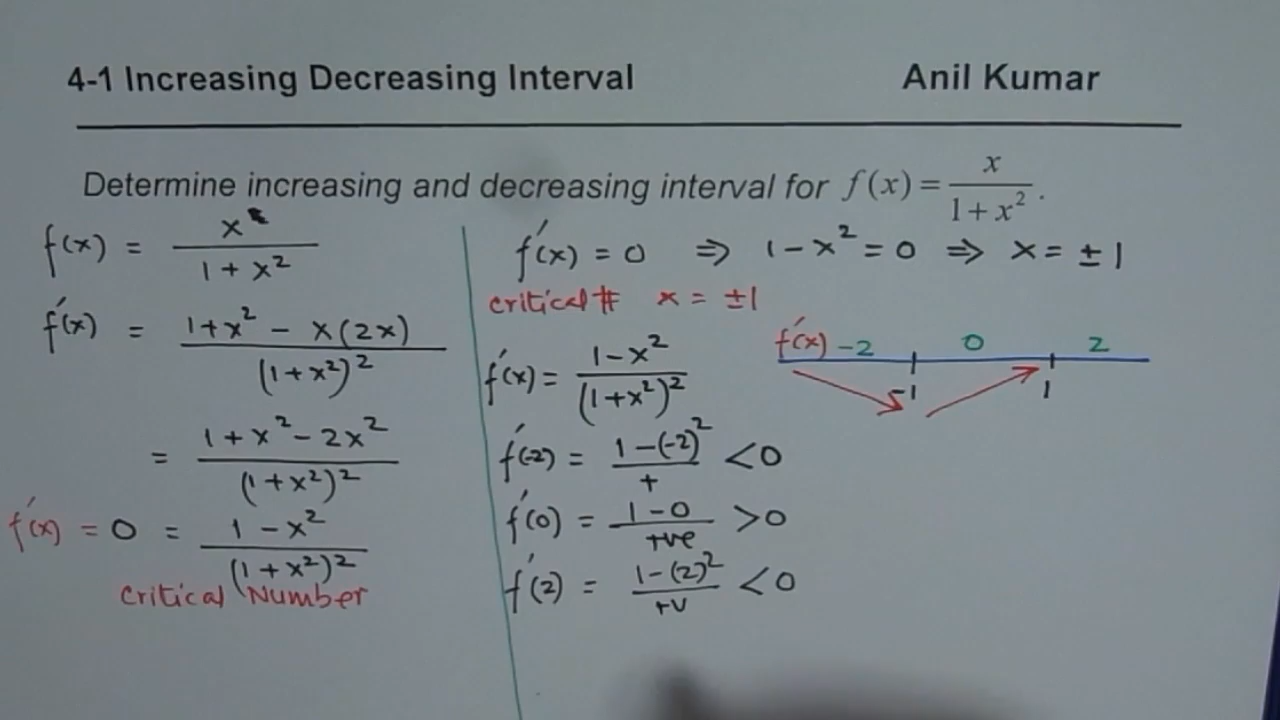 4-1 Increasing Decreasing Interval Anil Kumar
Determine increasing and decreasing interval for f(x) = x / (1 + x²).
f(x) = x / (1 + x²)
f'(x) = (1 + x² - x(2x)) / (1 + x²)²
= (1 + x² - 2x²) / (1 + x²)²
f'(x) = 0 = (1 - x²) / (1 + x²)²
Critical Number
f'(x) = 0 ⇒ 1 - x² = 0 ⇒ x = ± 1
critical # x = ±1
f'(x) = (1 - x²) / (1 + x²)²
f'(-2) = (1 - (-2)²) / + < 0
f'(0) = (1 - 0) / +ve > 0
f'(2) = (1 - (2)²) / +v < 0
f'(x) -2 0 2
-1 1